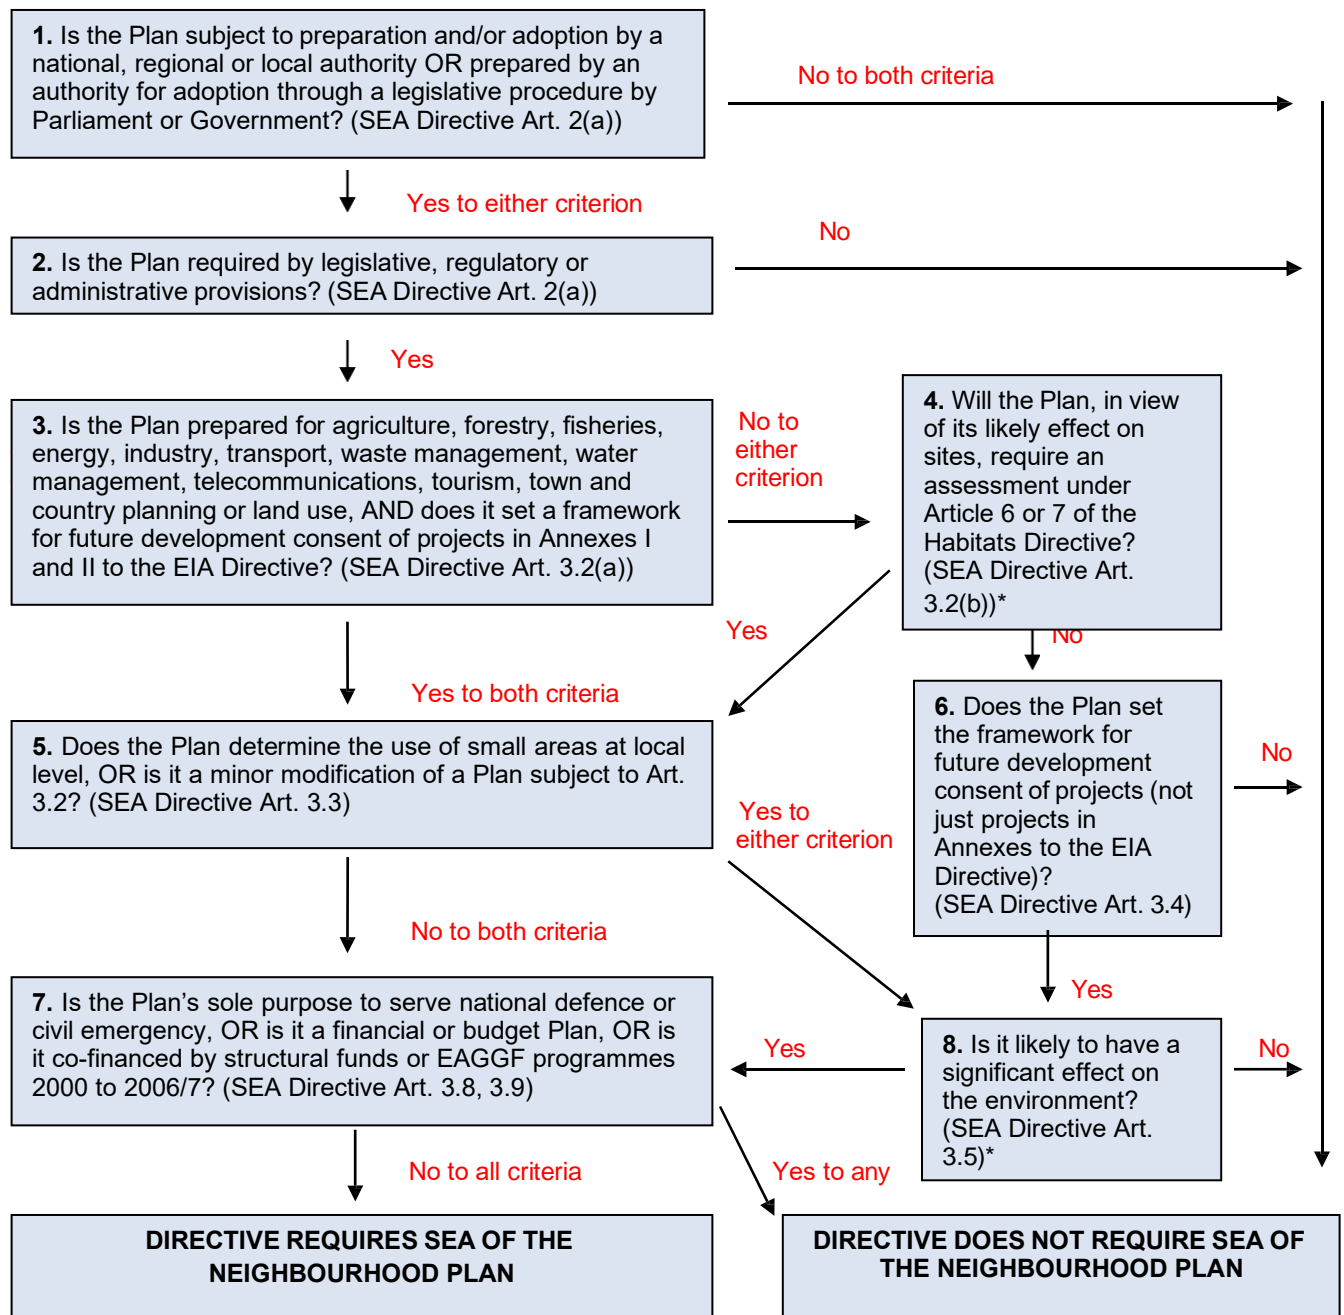 1. Is the Plan subject to preparation and/or adoption by a
national, regional or local authority OR prepared by an
authority for adoption through a legislative procedure by
Parliament or Government? (SEA Directive Art. 2(a))
No to both criteria
Yes to either criterion
2. Is the Plan required by legislative, regulatory or
administrative provisions? (SEA Directive Art. 2(a))
No
Yes
3. Is the Plan prepared for agriculture, forestry, fisheries,
energy, industry, transport, waste management, water
management, telecommunications, tourism, town and
country planning or land use, AND does it set a framework
for future development consent of projects in Annexes I
and II to the EIA Directive? (SEA Directive Art. 3.2(a))
No to
either
criterion
4. Will the Plan, in view
of its likely effect on
sites, require an
assessment under
Article 6 or 7 of the
Habitats Directive?
(SEA Directive Art.
3.2(b))*
Yes
No
Yes to both criteria
5. Does the Plan determine the use of small areas at local
level, OR is it a minor modification of a Plan subject to Art.
3.2? (SEA Directive Art. 3.3)
Yes to
either criterion
6. Does the Plan set
the framework for
future development
consent of projects (not
just projects in
Annexes to the EIA
Directive)?
(SEA Directive Art. 3.4)
No
No to both criteria
Yes
7. Is the Plan’s sole purpose to serve national defence or
civil emergency, OR is it a financial or budget Plan, OR is
it co-financed by structural funds or EAGGF programmes
2000 to 2006/7? (SEA Directive Art. 3.8, 3.9)
Yes
8. Is it likely to have a
significant effect on
the environment?
(SEA Directive Art.
3.5)*
No
No to all criteria
Yes to any
DIRECTIVE REQUIRES SEA OF THE
NEIGHBOURHOOD PLAN
DIRECTIVE DOES NOT REQUIRE SEA OF
THE NEIGHBOURHOOD PLAN